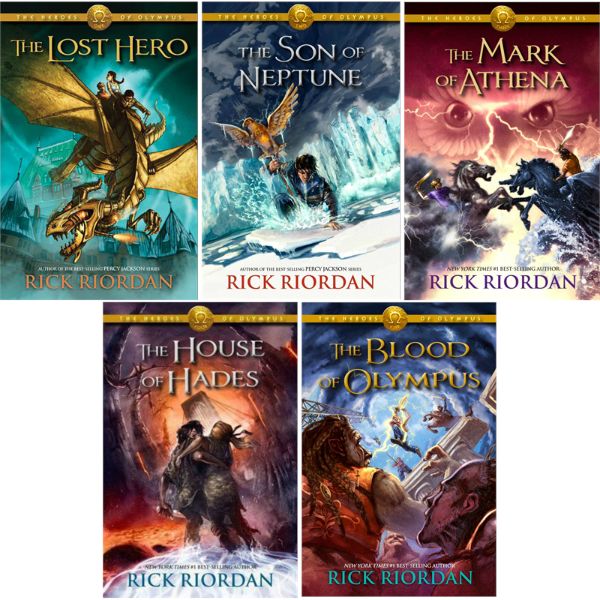 THE HEROES OF OLYMPUS
ONE
THE LOST HERO
AUTHOR OF THE BEST-SELLING PERCY JACKSON SERIES
RICK RIORDAN
THE HEROES OF OLYMPUS
TWO
THE SON OF
NEPTUNE
AUTHOR OF THE BEST-SELLING PERCY JACKSON SERIES
RICK RIORDAN
THE HEROES OF OLYMPUS
THE MARK
OF ATHENA
NEW YORK TIMES #1 BEST-SELLING AUTHOR
RICK RIORDAN
THE HEROES OF OLYMPUS
THE HOUSE
OF HADES
NEW YORK TIMES #1 BEST-SELLING AUTHOR
RICK RIORDAN
THE HEROES OF OLYMPUS
THE BLOOD
OF OLYMPUS
NEW YORK TIMES #1 BEST-SELLING AUTHOR
RICK RIORDAN